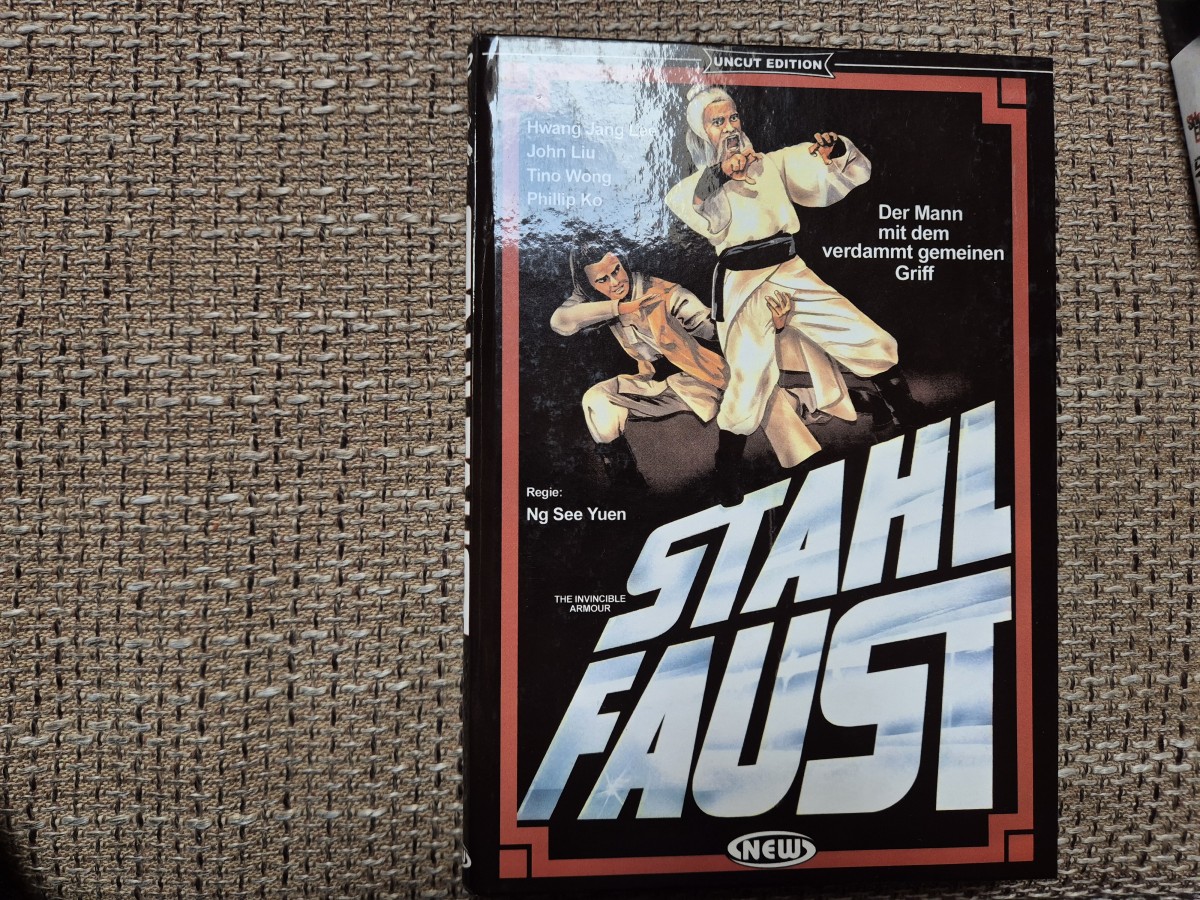 UNCUT EDITION
Hwang Jang Lee
John Liu
Tino Wong
Phillip Ko
Der Mann
mit dem
verdammt gemeinen
Griff
Regie:
Ng See Yuen
THE INVINCIBLE
ARMOUR
STAHL
FAUST
NEW